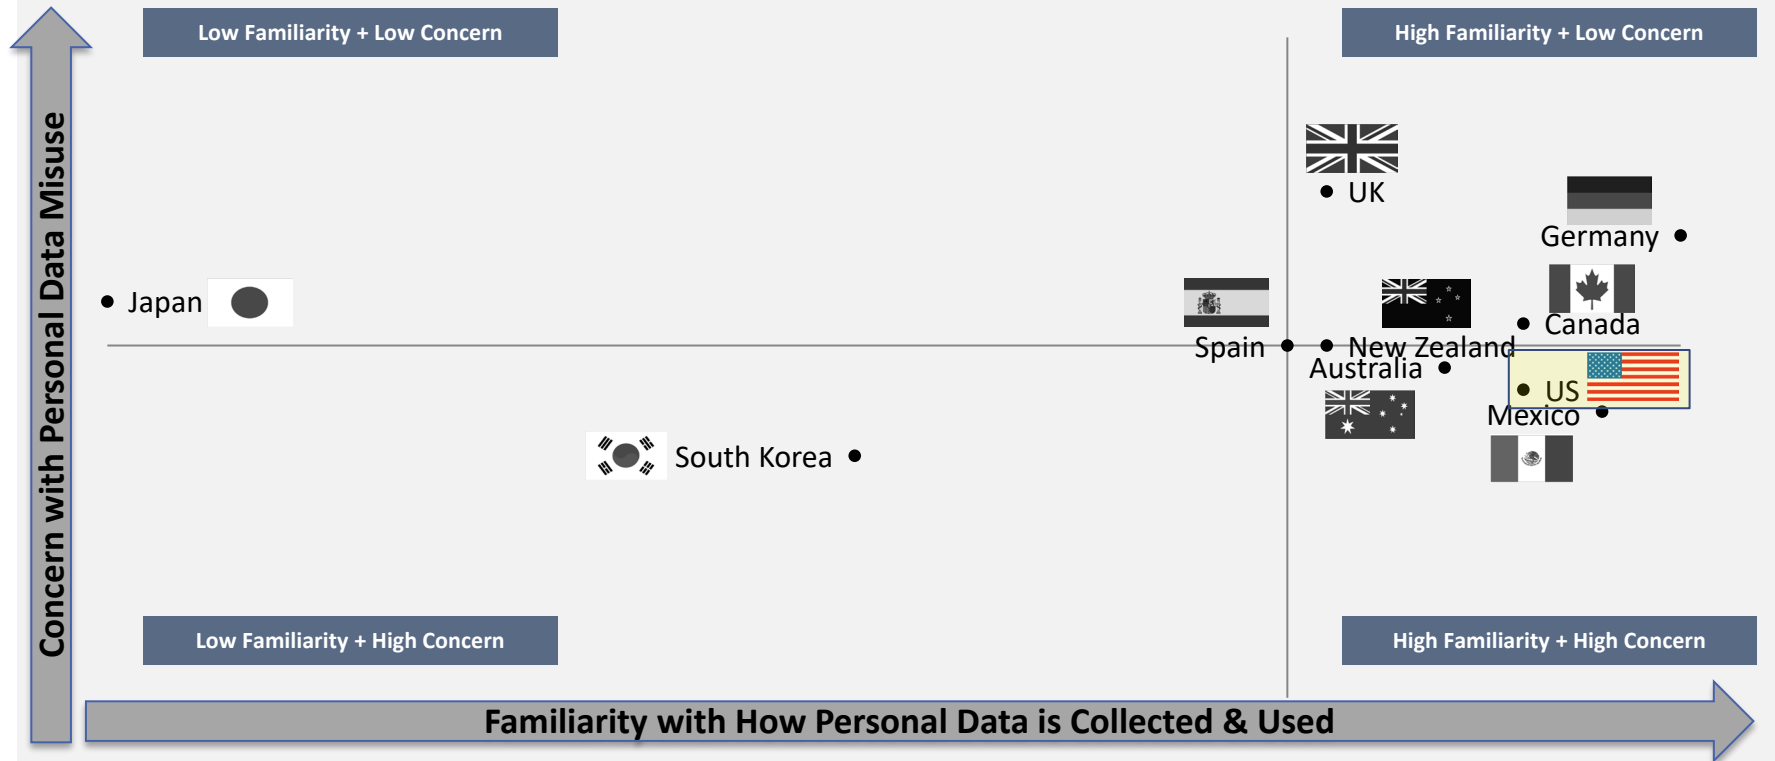 Low Familiarity + Low Concern
High Familiarity + Low Concern
Concern with Personal Data Misuse
UK
Germany
Japan
Canada
Spain
New Zealand
Australia
US
Mexico
South Korea
Low Familiarity + High Concern
High Familiarity + High Concern
Familiarity with How Personal Data is Collected & Used